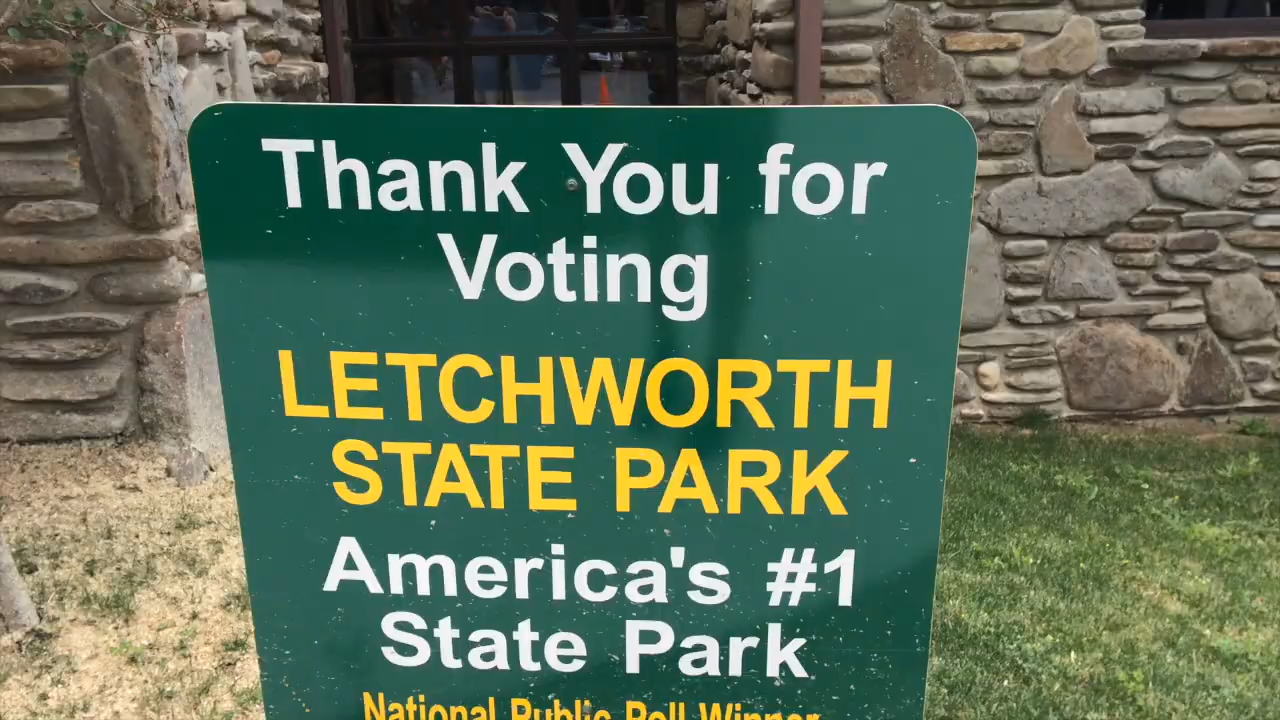 Thank You for
Voting
LETCHWORTH
STATE PARK
America's #1
State Park
National Public Poll Winner